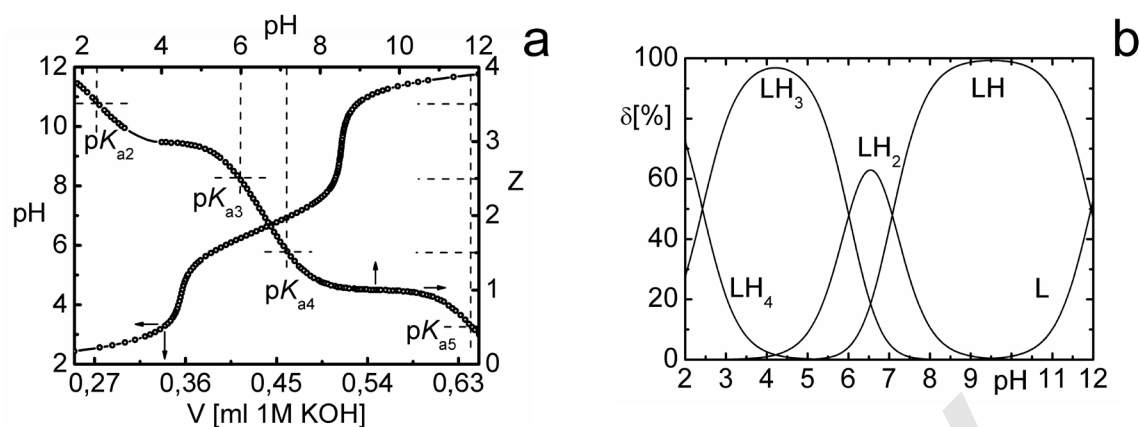 pH
a
2 4 6 8 10 12
12 10 8 6 4 2
pH
4 3 2 1 0
Z
pKa2
pKa3
pKa4
pKa5
0,27 0,36 0,45 0,54 0,63
V [ml 1M KOH]
b
100 80 60 40 20 0
δ[%]
LH3
LH2
LH
LH4
L
2 3 4 5 6 7 8 9 pH 11 12